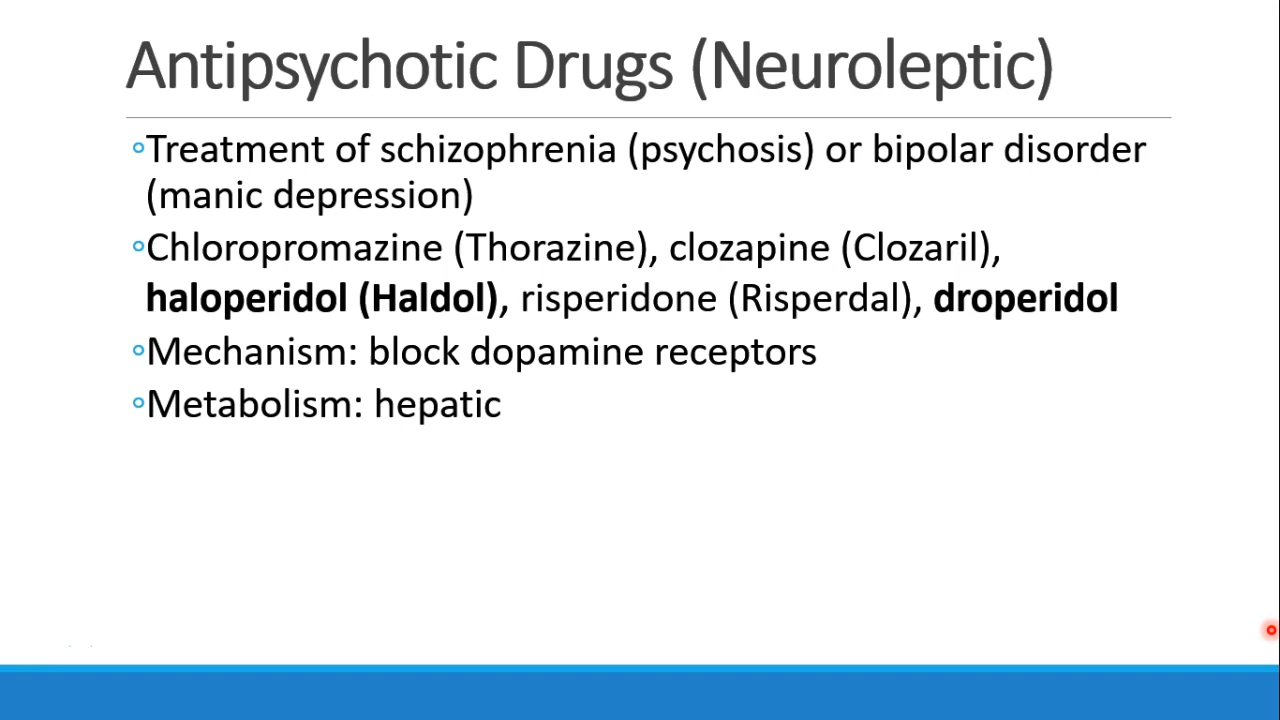 Antipsychotic Drugs (Neuroleptic)
◦Treatment of schizophrenia (psychosis) or bipolar disorder
(manic depression)
◦Chloropromazine (Thorazine), clozapine (Clozaril),
haloperidol (Haldol), risperidone (Risperdal), droperidol
◦Mechanism: block dopamine receptors
◦Metabolism: hepatic